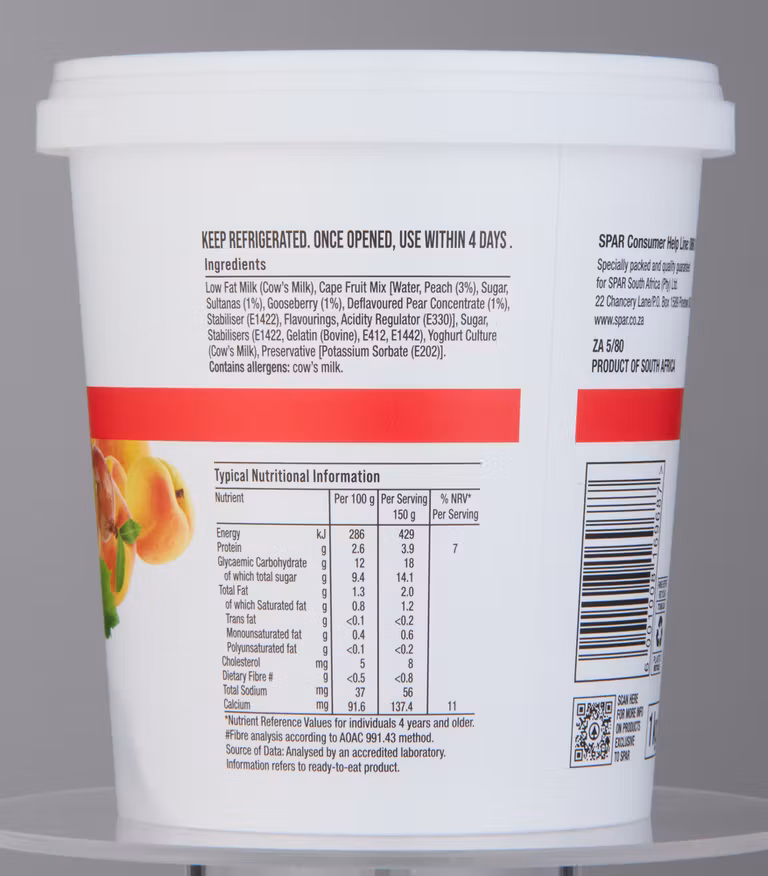 KEEP REFRIGERATED. ONCE OPENED, USE WITHIN 4 DAYS .
Ingredients
Low Fat Milk (Cow's Milk), Cape Fruit Mix [Water, Peach (3%), Sugar,
Sultanas (1%), Gooseberry (1%), Deflavoured Pear Concentrate (1%),
Stabiliser (E1422), Flavourings, Acidity Regulator (E330)], Sugar,
Stabilisers (E1422, Gelatin (Bovine), E412, E1442), Yoghurt Culture
(Cow's Milk), Preservative [Potassium Sorbate (E202)].
Contains allergens: cow's milk.
Typical Nutritional Information
Nutrient Per 100 g Per Serving 150 g % NRV* Per Serving
Energy kJ 286 429
Protein g 2.6 3.9 7
Glycaemic Carbohydrate g 12 18
of which total sugar g 9.4 14.1
Total Fat g 1.3 2.0
of which Saturated fat g 0.8 1.2
Trans fat g <0.1 <0.2
Monounsaturated fat g 0.4 0.6
Polyunsaturated fat g <0.1 <0.2
Cholesterol mg 5 8
Dietary Fibre # g <0.5 <0.8
Total Sodium mg 37 56
Calcium mg 91.6 137.4 11
*Nutrient Reference Values for individuals 4 years and older.
#Fibre analysis according to AOAC 991.43 method.
Source of Data: Analysed by an accredited laboratory.
Information refers to ready-to-eat product.
SPAR Consumer Help Line:
Specially packed and quality guaranteed
for SPAR South Africa (Pty) Ltd.
22 Chancery Lane/P.O. Box
www.spar.co.za
ZA 5/80
PRODUCT OF SOUTH AFRICA
6 001008 169687 >
SCAN HERE
FOR MORE INFO
ON PRODUCTS
EXCLUSIVE
TO SPAR